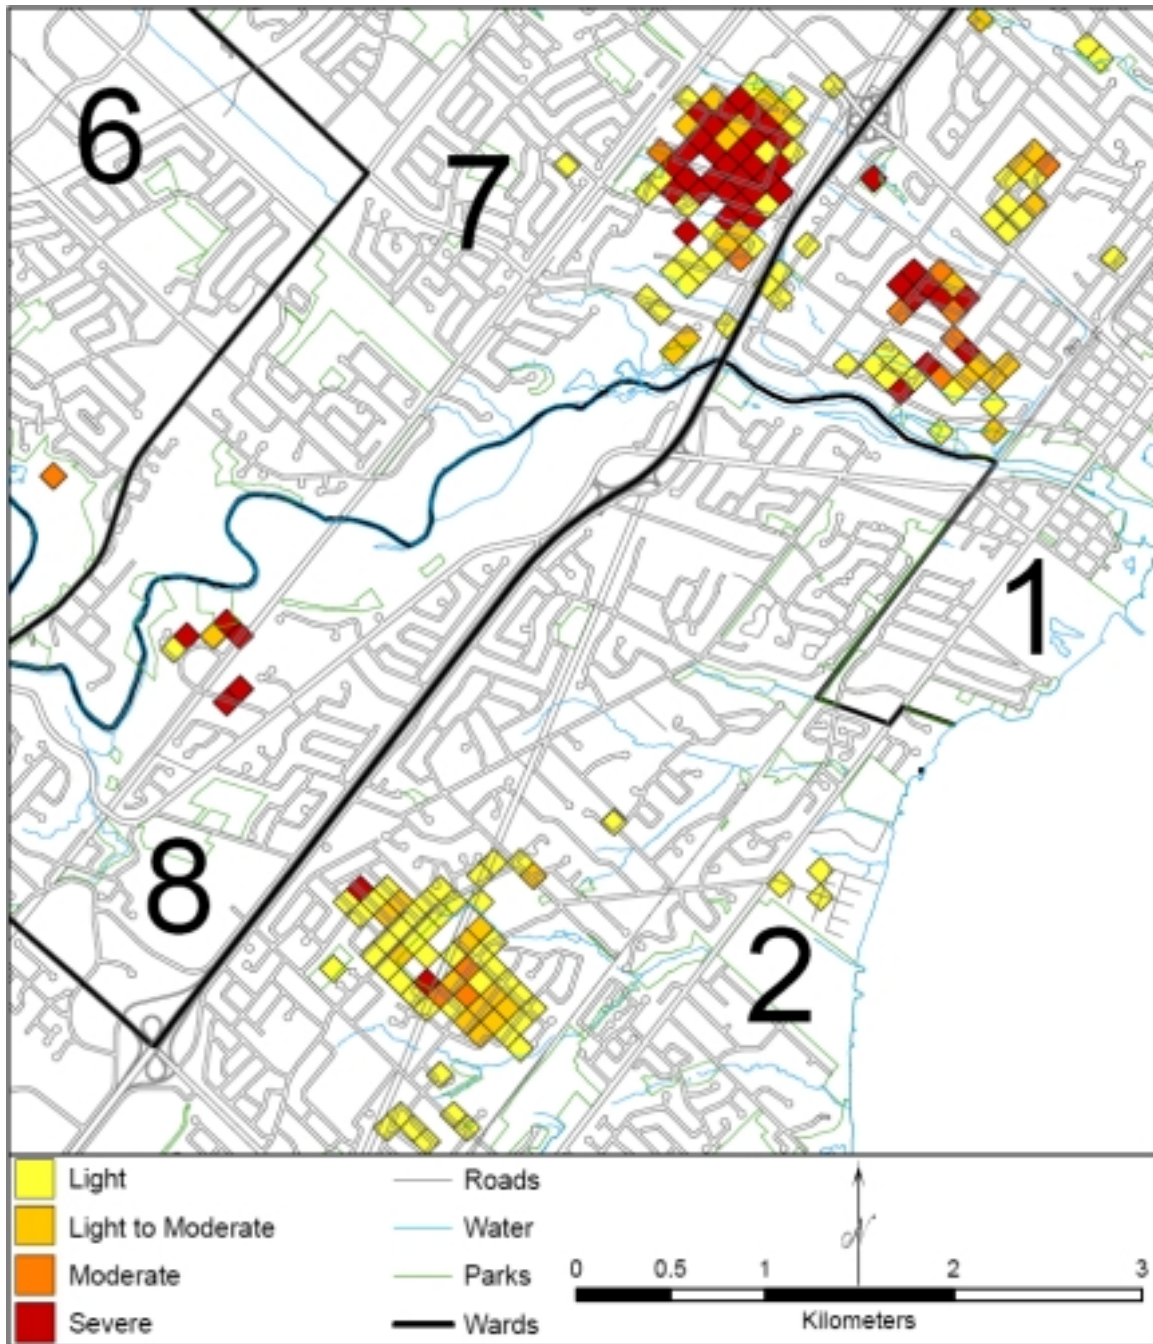 6
7
1
8
2
Light
Light to Moderate
Moderate
Severe
Roads
Water
Parks
Wards
N
0 0.5 1 2 3
Kilometers